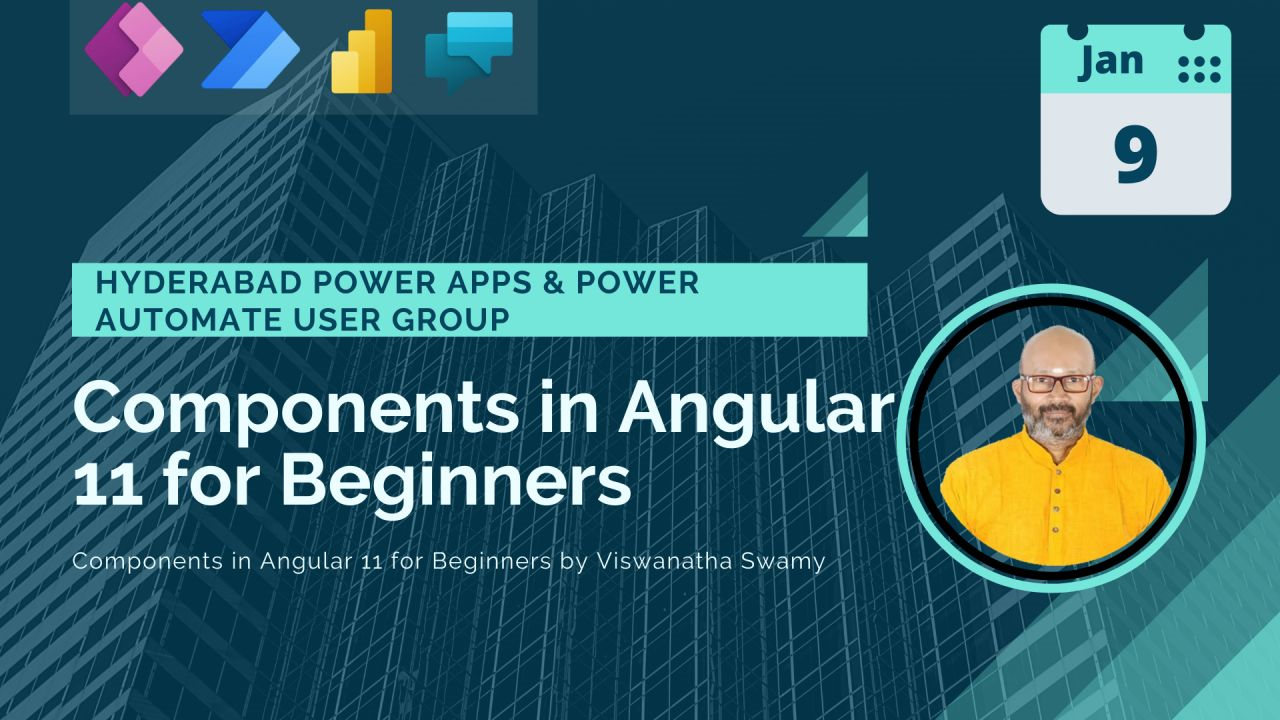 Jan
9
HYDERABAD POWER APPS & POWER
AUTOMATE USER GROUP
Components in Angular
11 for Beginners
Components in Angular 11 for Beginners by Viswanatha Swamy